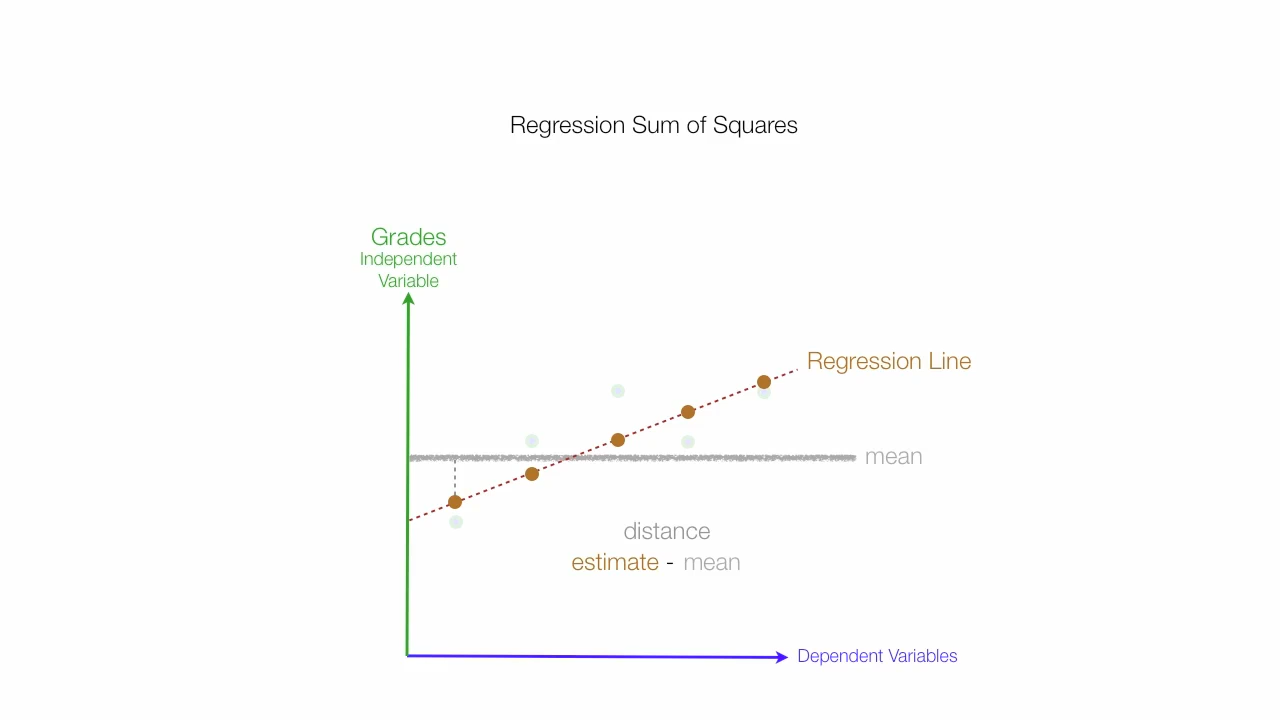 Regression Sum of Squares
Grades
Independent
Variable
Regression Line
mean
distance
estimate - mean
Dependent Variables